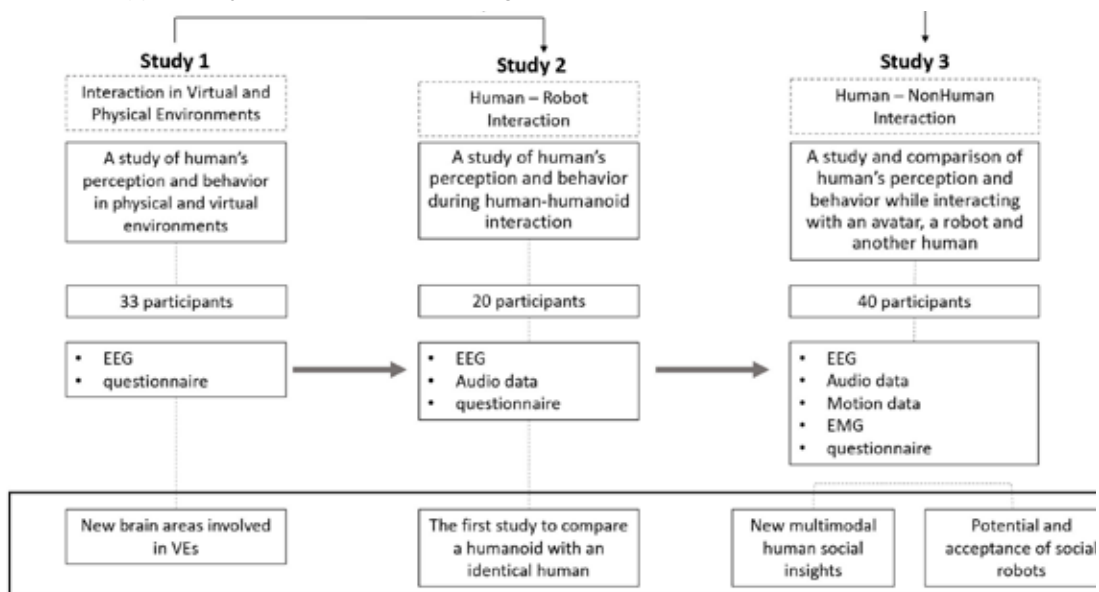 Study 1
Interaction in Virtual and
Physical Environments
A study of human's
perception and behavior
in physical and virtual
environments
33 participants
• EEG
• questionnaire
New brain areas involved
in VEs
Study 2
Human – Robot
Interaction
A study of human's
perception and behavior
during human-humanoid
interaction
20 participants
• EEG
• Audio data
• questionnaire
The first study to compare
a humanoid with an
identical human
Study 3
Human – NonHuman
Interaction
A study and comparison of
human's perception and
behavior while interacting
with an avatar, a robot and
another human
40 participants
• EEG
• Audio data
• Motion data
• EMG
• questionnaire
New multimodal
human social
insights
Potential and
acceptance of social
robots